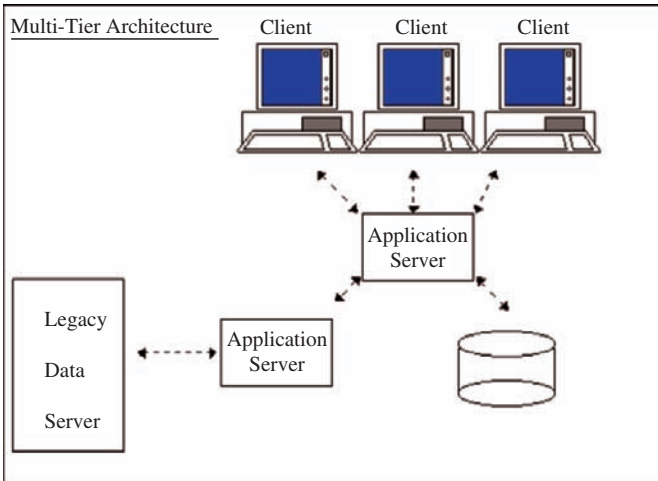 Multi-Tier Architecture
Client
Client
Client
Application
Server
Legacy
Data
Server
Application
Server